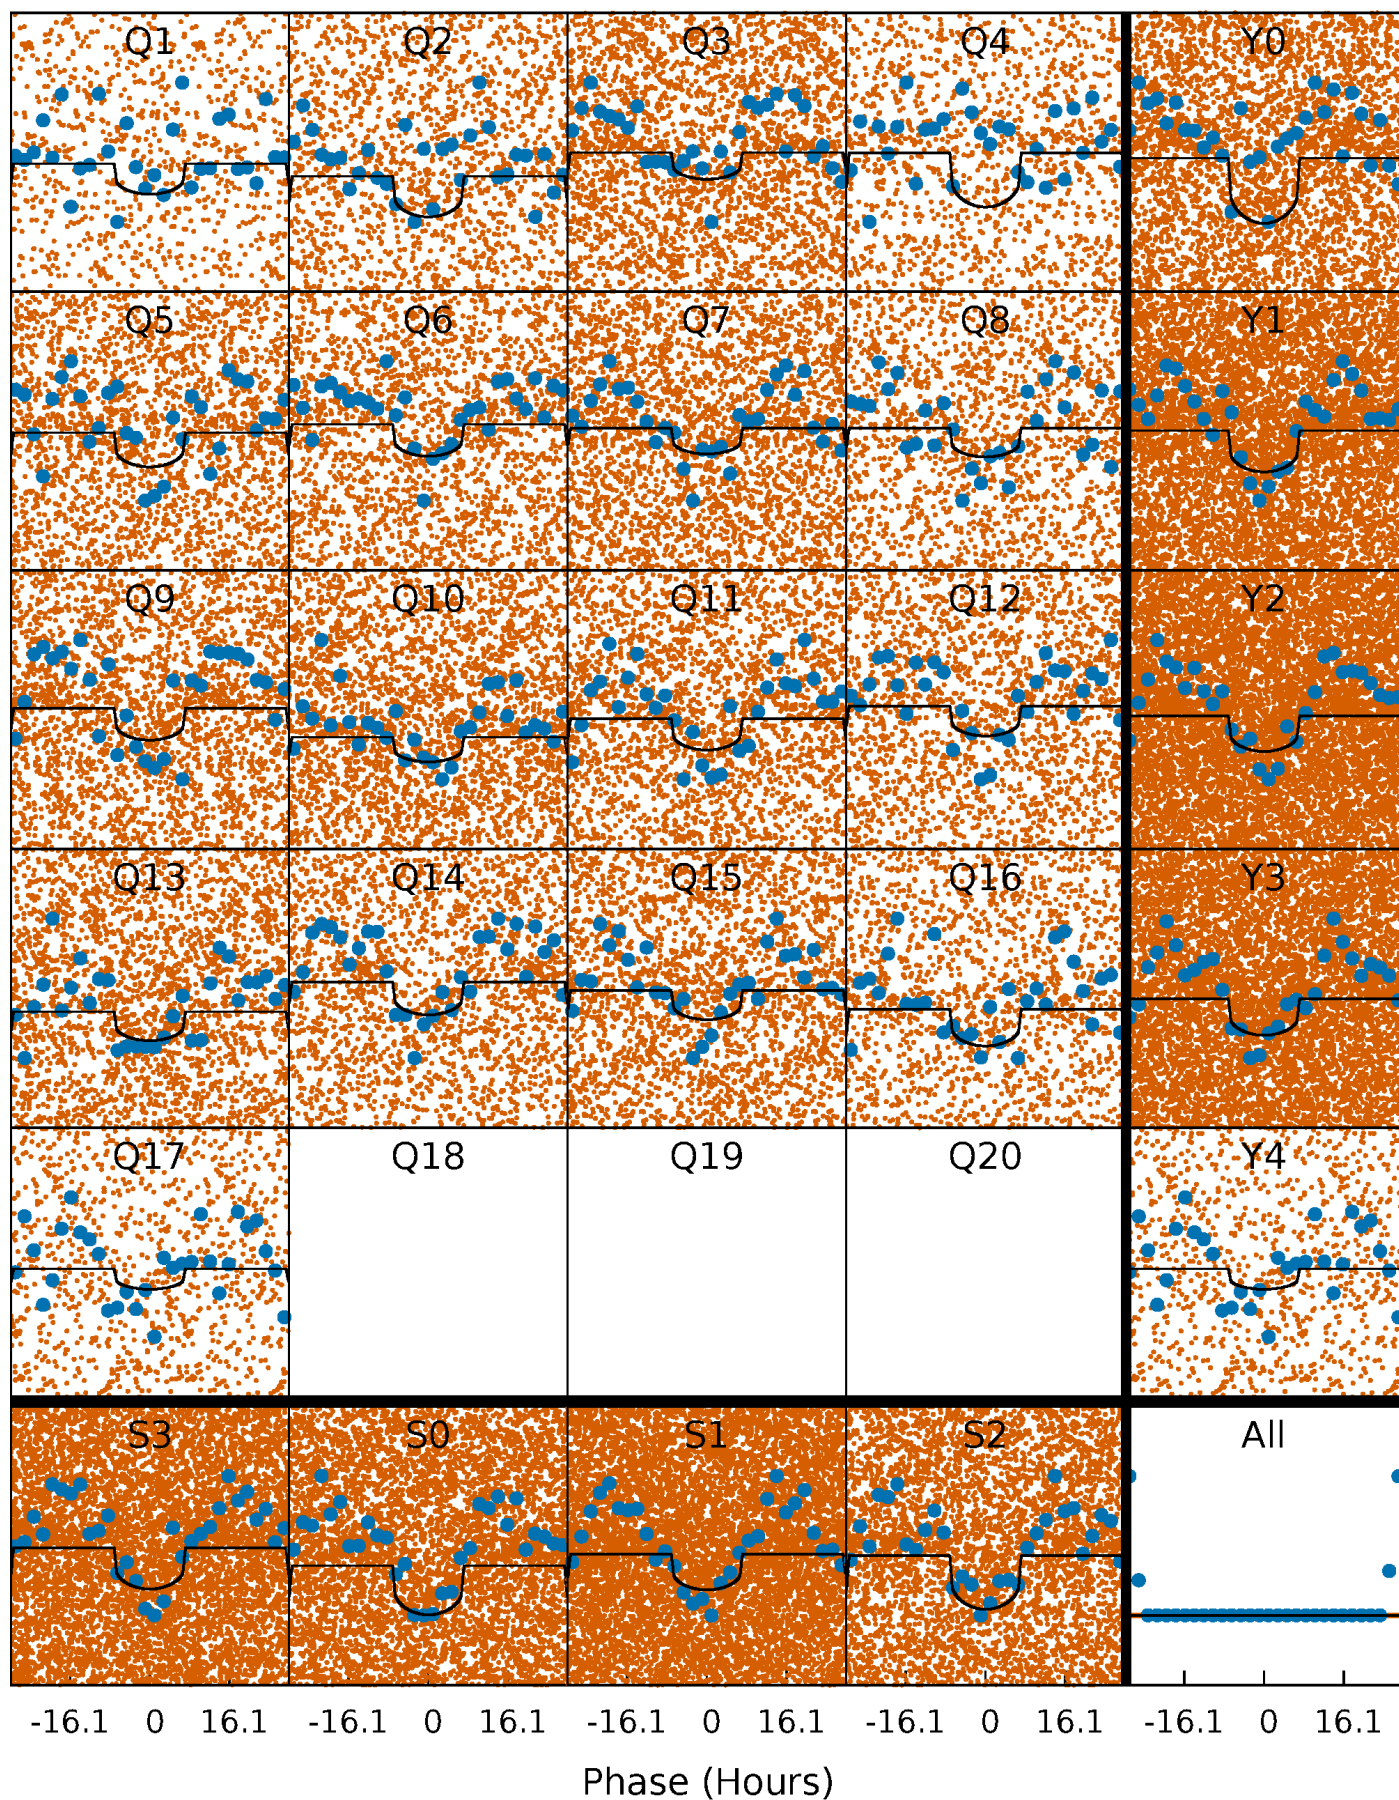 Q1 Q2 Q3 Q4 Y0
Q5 Q6 Q7 Q8 Y1
Q9 Q10 Q11 Q12 Y2
Q13 Q14 Q15 Q16 Y3
Q17 Q18 Q19 Q20 Y4
S3 S0 S1 S2 All
-16.1 0 16.1 -16.1 0 16.1 -16.1 0 16.1 -16.1 0 16.1 -16.1 0 16.1
Phase (Hours)